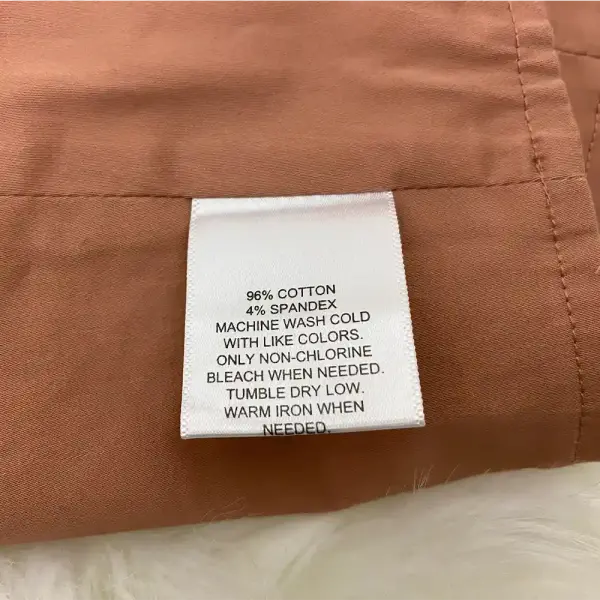 96% COTTON
4% SPANDEX
MACHINE WASH COLD
WITH LIKE COLORS.
ONLY NON-CHLORINE
BLEACH WHEN NEEDED.
TUMBLE DRY LOW.
WARM IRON WHEN
NEEDED.